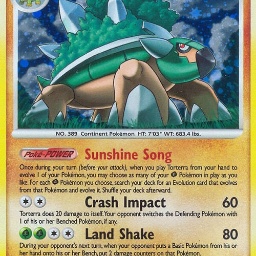 NO. 389 Continent Pokémon HT: 7'03" WT: 683.4 lbs.
Poké-POWER Sunshine Song
Once during your turn (before your attack), when you play Torterra from your hand to
evolve 1 of your Pokémon, you may choose as many of your Pokémon in play as you
like. For each Pokémon you choose, search your deck for an Evolution card that evolves
from that Pokémon and evolve it. Shuffle your deck afterward.
Crash Impact 60
Torterra does 20 damage to itself. Your opponent switches the Defending Pokémon with
1 of his or her Benched Pokémon, if any.
Land Shake 80
During your opponent's next turn, when your opponent puts a Basic Pokémon from his or
her hand onto his or her Bench, put 2 damage counters on that Pokémon.